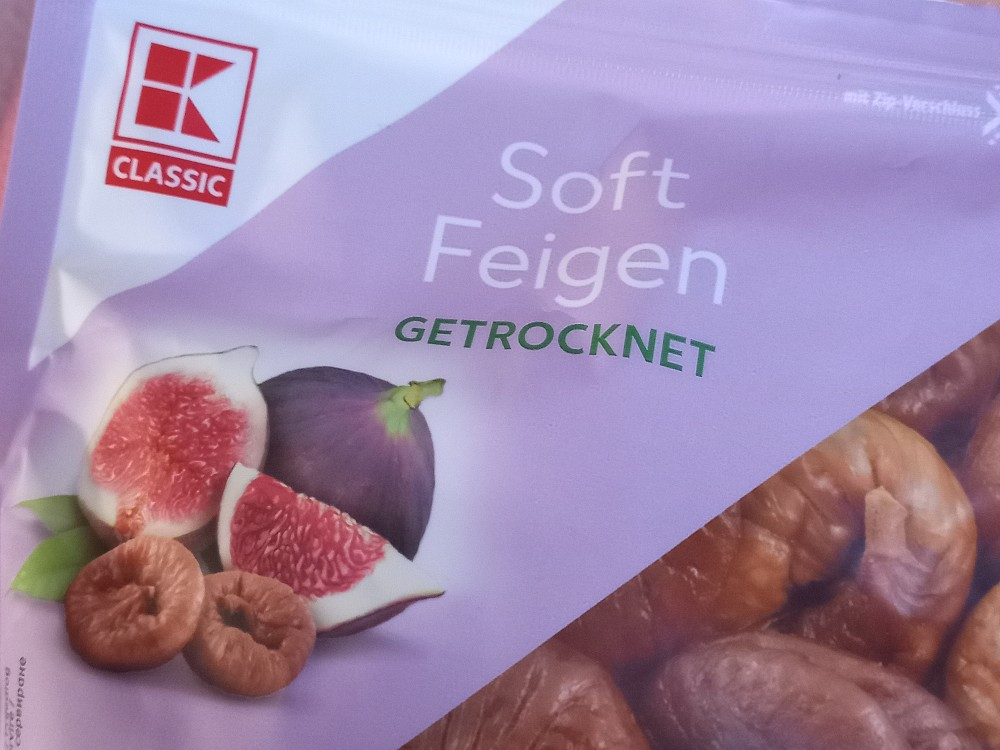 K
CLASSIC
mit Zip-Verschluss
Soft
Feigen
GETROCKNET